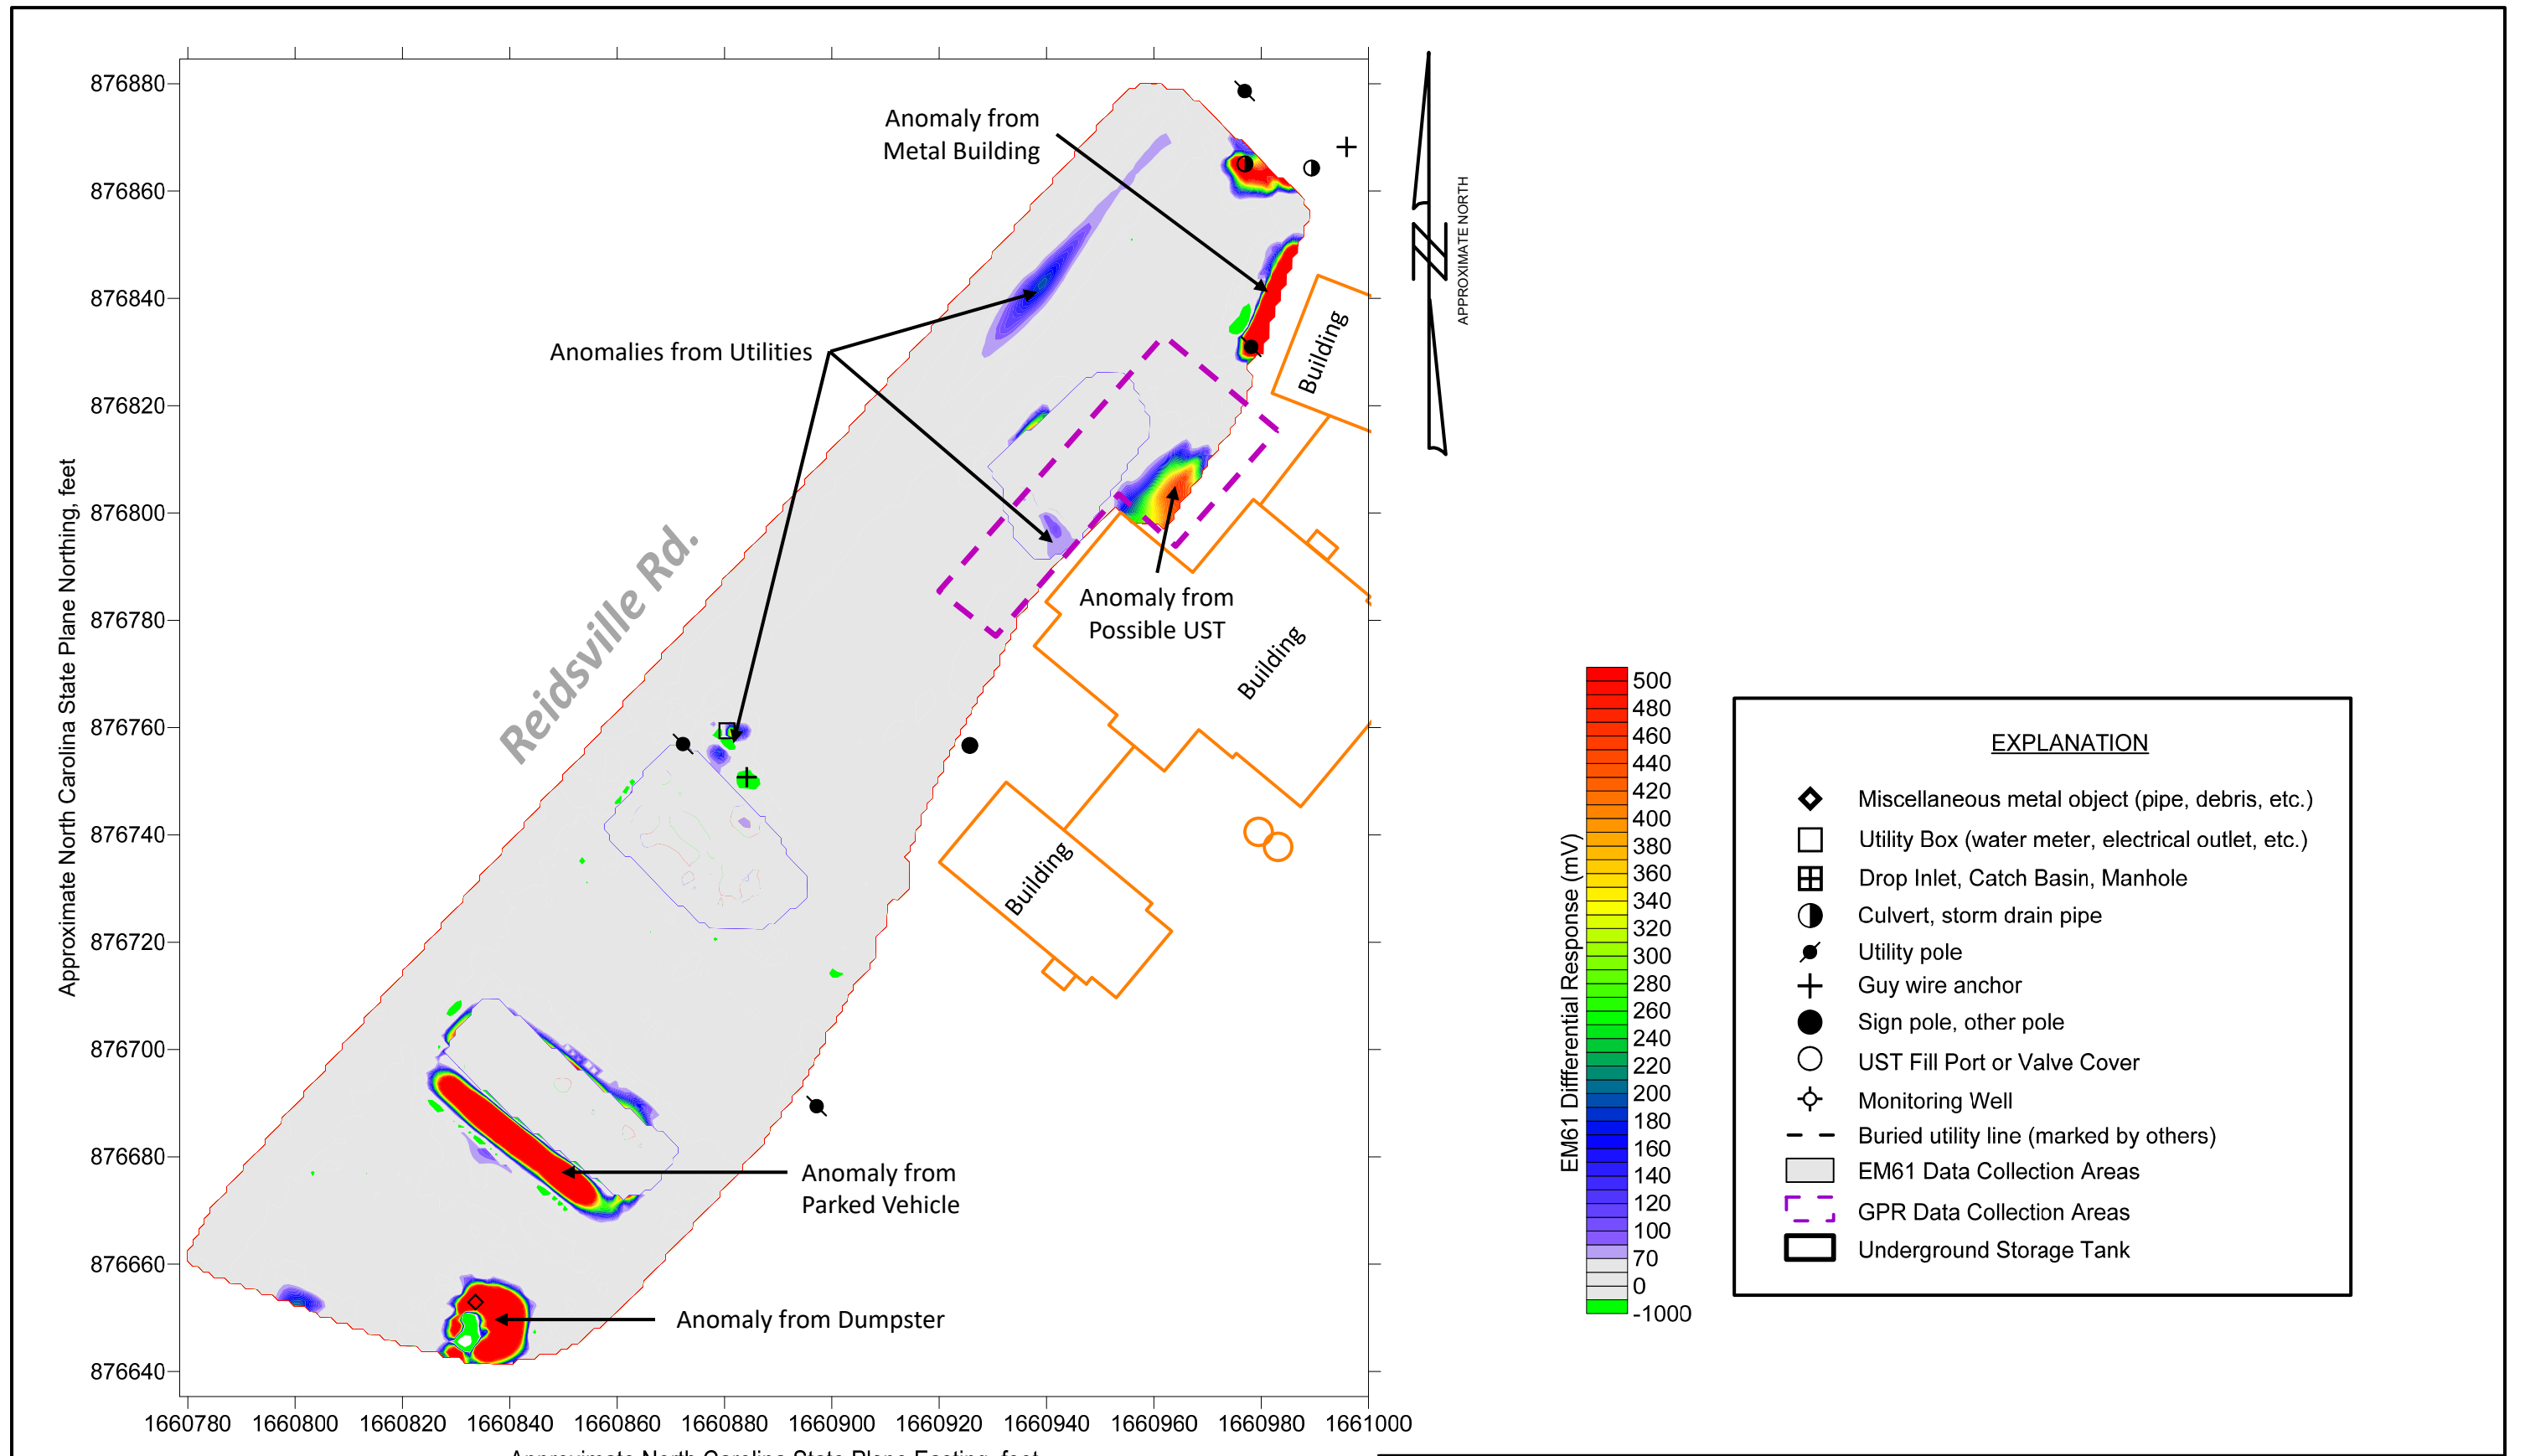 876880
876860
876840
876820
876800
876780
876760
876740
876720
876700
876680
876660
876640
Approximate North Carolina State Plane Northing, feet
1660780 1660800 1660820 1660840 1660860 1660880 1660900 1660920 1660940 1660960 1660980 1661000
Anomaly from
Metal Building
Anomalies from Utilities
Reidsville Rd.
Building
Anomaly from
Possible UST
Building
Building
Anomaly from
Parked Vehicle
Anomaly from Dumpster
N
APPROXIMATE NORTH
EM61 Diffferential Response (mV)
500
480
460
440
420
400
380
360
340
320
300
280
260
240
220
200
180
160
140
120
100
70
0
-1000
EXPLANATION
Miscellaneous metal object (pipe, debris, etc.)
Utility Box (water meter, electrical outlet, etc.)
Drop Inlet, Catch Basin, Manhole
Culvert, storm drain pipe
Utility pole
Guy wire anchor
Sign pole, other pole
UST Fill Port or Valve Cover
Monitoring Well
Buried utility line (marked by others)
EM61 Data Collection Areas
GPR Data Collection Areas
Underground Storage Tank